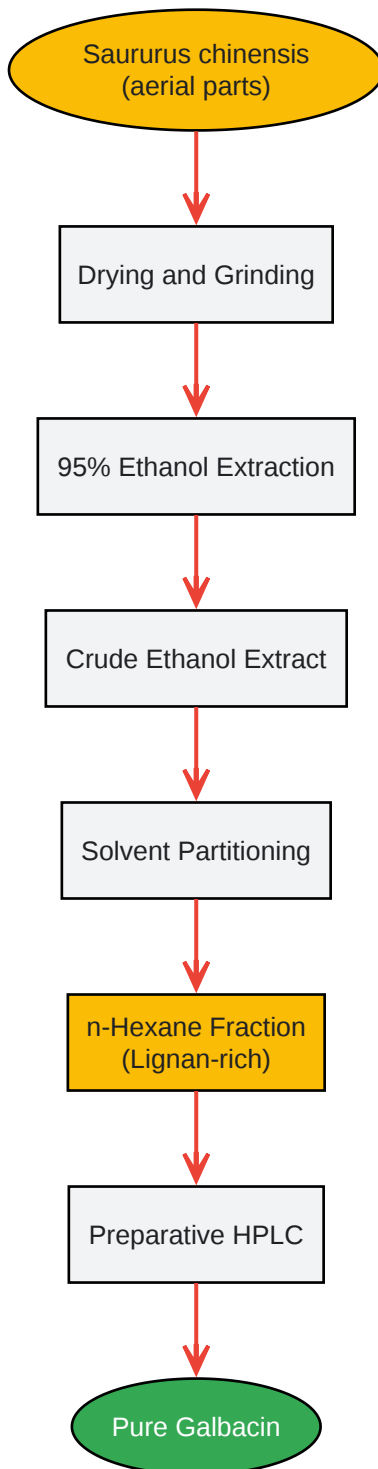 Saururus chinensis
(aerial parts)
Drying and Grinding
95% Ethanol Extraction
Crude Ethanol Extract
Solvent Partitioning
n-Hexane Fraction
(Lignan-rich)
Preparative HPLC
Pure Galbacin